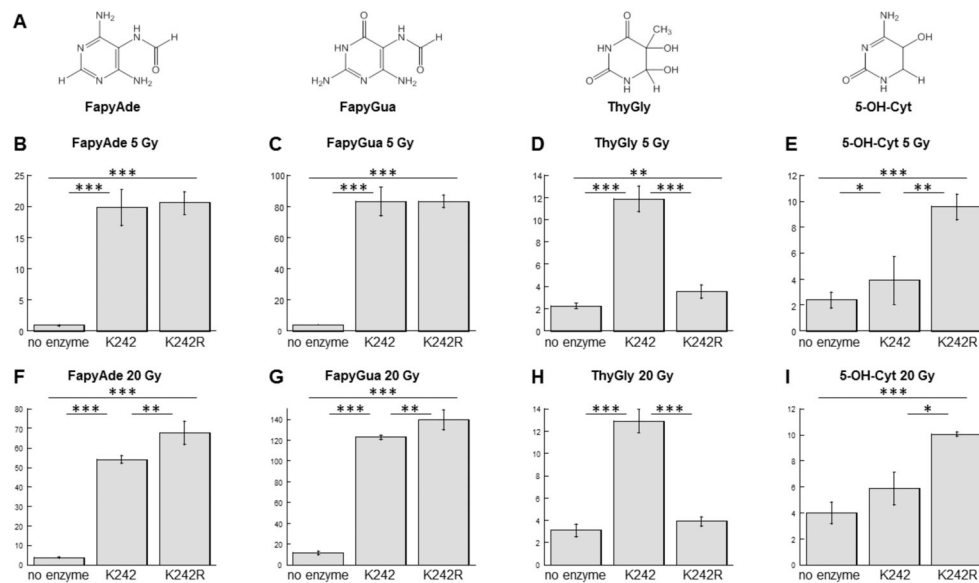 A
NH₂
N
H
N
H
H
N
NH₂
O
FapyAde
O
HN
H
N
H
H₂N
N
NH₂
O
FapyGua
O
CH₃
HN
OH
OH
O
N
H
H
ThyGly
NH₂
N
OH
O
N
H
H
5-OH-Cyt
B FapyAde 5 Gy
***
***
25
20
15
10
5
0
no enzyme K242 K242R
C FapyGua 5 Gy
***
***
100
80
60
40
20
0
no enzyme K242 K242R
D ThyGly 5 Gy
**
*** ***
14
12
10
8
6
4
2
0
no enzyme K242 K242R
E 5-OH-Cyt 5 Gy
***
* **
12
10
8
6
4
2
0
no enzyme K242 K242R
F FapyAde 20 Gy
***
*** **
80
70
60
50
40
30
20
10
0
no enzyme K242 K242R
G FapyGua 20 Gy
***
*** **
140
120
100
80
60
40
20
0
no enzyme K242 K242R
H ThyGly 20 Gy
*** ***
14
12
10
8
6
4
2
0
no enzyme K242 K242R
I 5-OH-Cyt 20 Gy
***
*
12
10
8
6
4
2
0
no enzyme K242 K242R